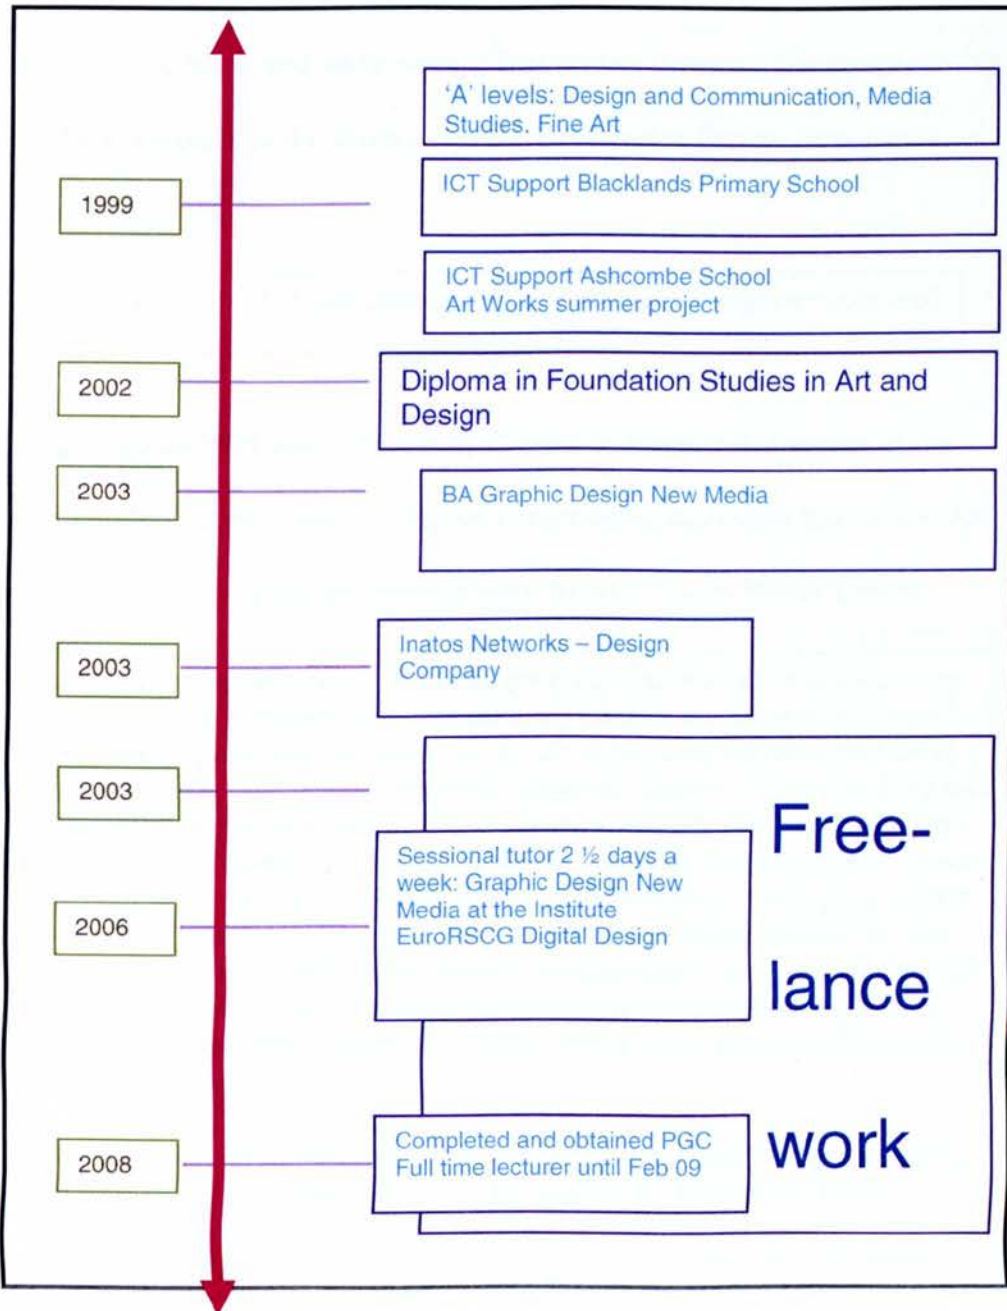 'A' levels: Design and Communication, Media
Studies. Fine Art
1999
ICT Support Blacklands Primary School
ICT Support Ashcombe School
Art Works summer project
2002
Diploma in Foundation Studies in Art and
Design
2003
BA Graphic Design New Media
2003
Inatos Networks – Design
Company
2003
Free-
lance
work
2006
Sessional tutor 2 ½ days a
week: Graphic Design New
Media at the Institute
EuroRSCG Digital Design
2008
Completed and obtained PGC
Full time lecturer until Feb 09